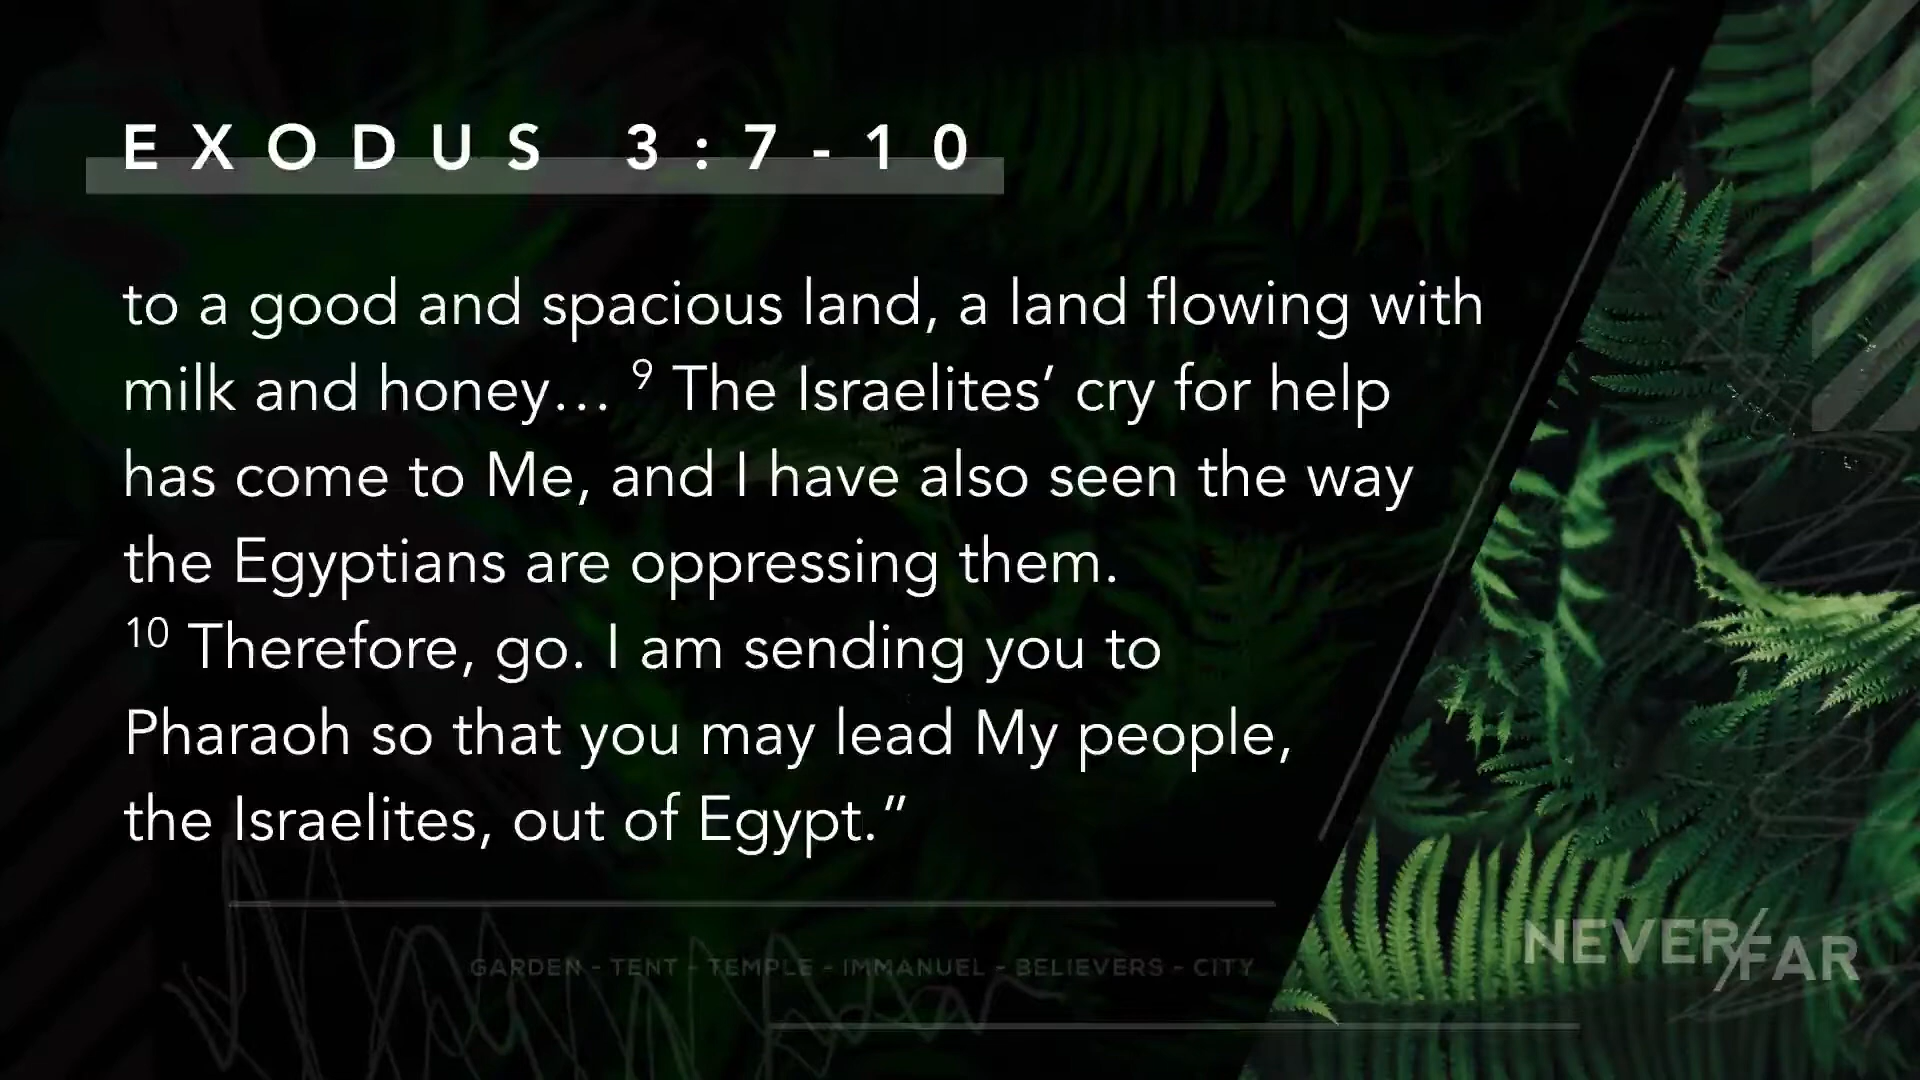 EXODUS 3:7-10
to a good and spacious land, a land flowing with
milk and honey… ⁹ The Israelites’ cry for help
has come to Me, and I have also seen the way
the Egyptians are oppressing them.
¹⁰ Therefore, go. I am sending you to
Pharaoh so that you may lead My people,
the Israelites, out of Egypt.”
GARDEN - TENT - TEMPLE - IMMANUEL - BELIEVERS - CITY
NEVER/FAR